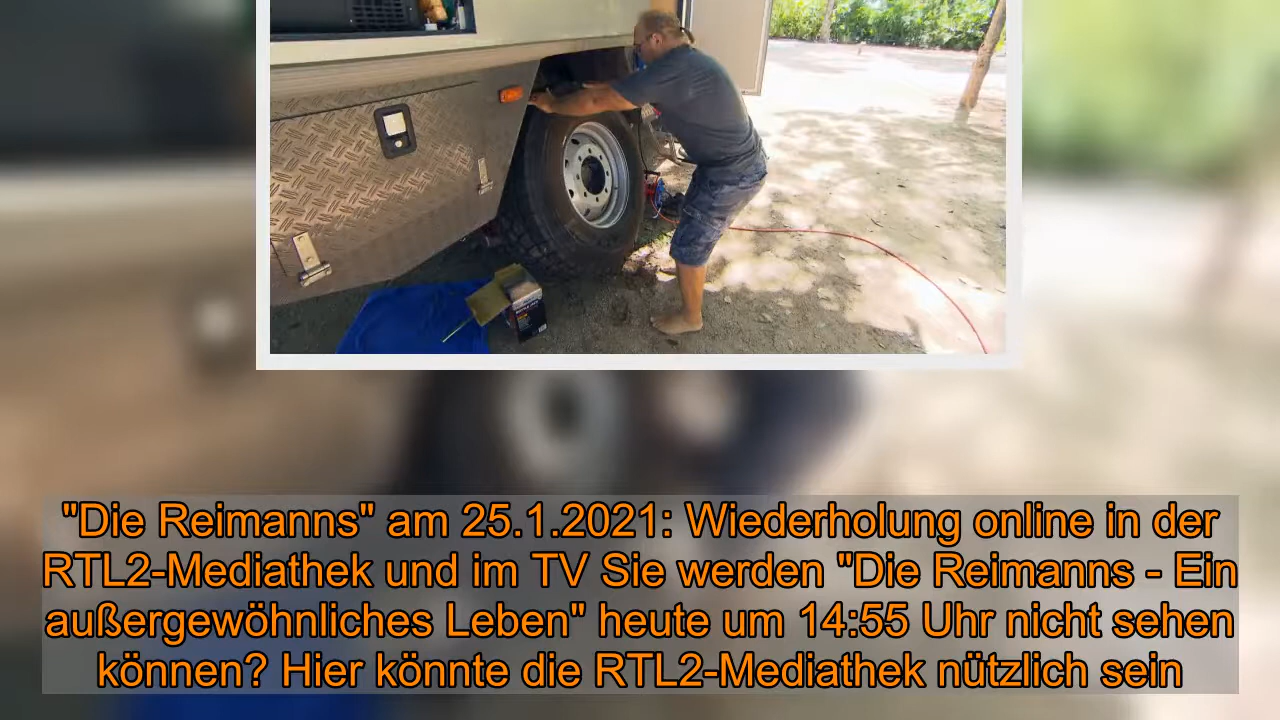 "Die Reimanns" am 25.1.2021: Wiederholung online in der
RTL2-Mediathek und im TV Sie werden "Die Reimanns - Ein
außergewöhnliches Leben" heute um 14:55 Uhr nicht sehen
können? Hier könnte die RTL2-Mediathek nützlich sein